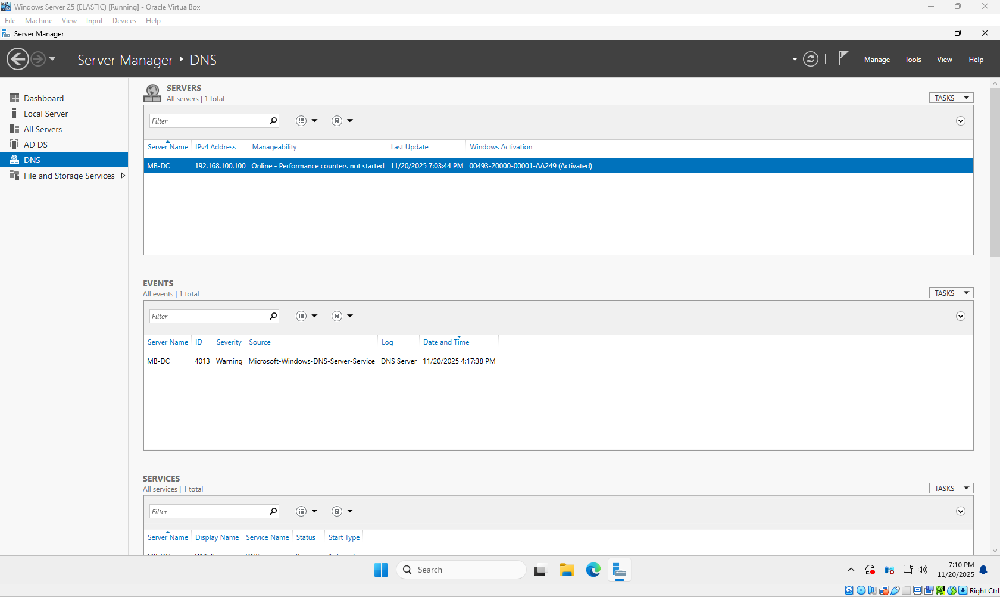 Windows Server 25 (ELASTIC) [Running] - Oracle VirtualBox
File Machine View Input Devices Help
Server Manager
Server Manager ‣ DNS
Manage Tools View Help
Dashboard
Local Server
All Servers
AD DS
DNS
File and Storage Services
SERVERS
All servers | 1 total
TASKS
Filter
Server Name IPv4 Address Manageability Last Update Windows Activation
MB-DC 192.168.100.100 Online - Performance counters not started 11/20/2025 7:03:44 PM 00493-20000-00001-AA249 (Activated)
EVENTS
All events | 1 total
TASKS
Filter
Server Name ID Severity Source Log Date and Time
MB-DC 4013 Warning Microsoft-Windows-DNS-Server-Service DNS Server 11/20/2025 4:17:38 PM
SERVICES
All services | 1 total
TASKS
Filter
Server Name Display Name Service Name Status Start Type
Search
7:10 PM
11/20/2025
Right Ctrl